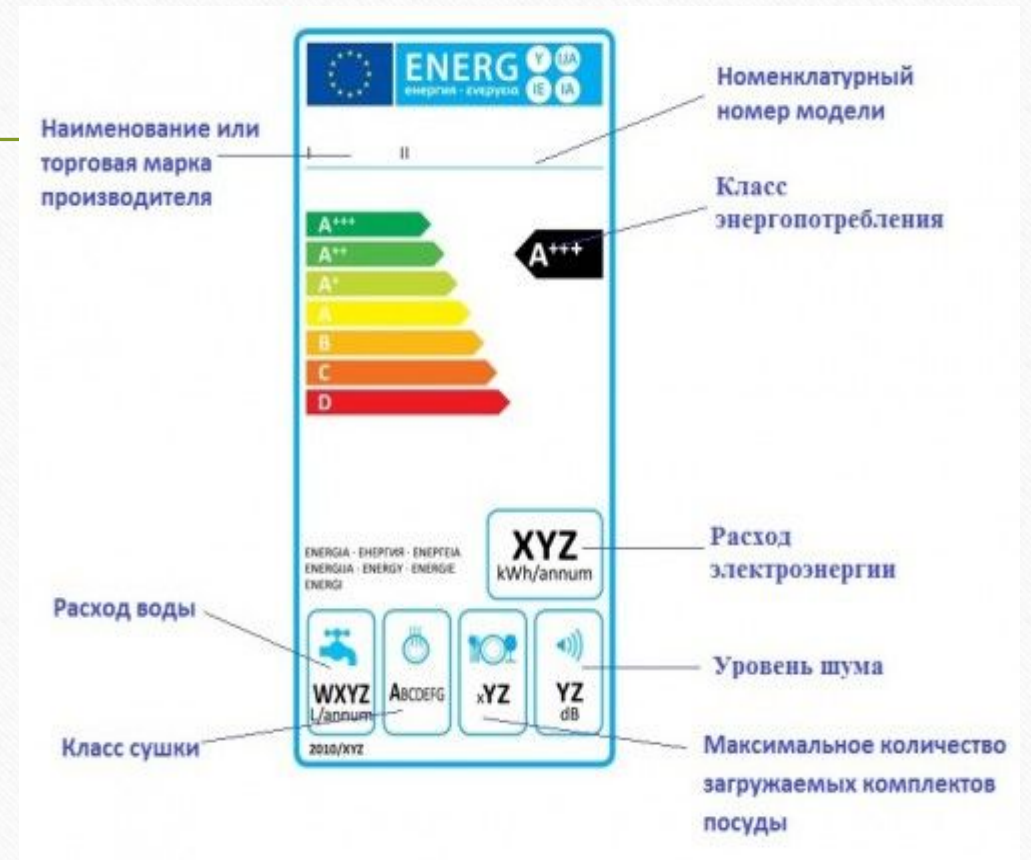 ENERG
Y UA
енергия · ενεργεια
IE IA
Номенклатурный
номер модели
Наименование или
торговая марка
производителя
I II
Класс
энергопотребления
A+++
A+++
A++
A+
A
B
C
D
XYZ
kWh/annum
Расход
электроэнергии
ENERGIA · ЕНЕРГИЯ · ΕΝΕΡΓΕΙΑ
ENERGIJA · ENERGY · ENERGIE
ENERGI
Расход воды
Уровень шума
WXYZ
L/annum
ABCDEFG
xYZ
YZ
dB
Класс сушки
2010/XYZ
Максимальное количество
загружаемых комплектов
посуды